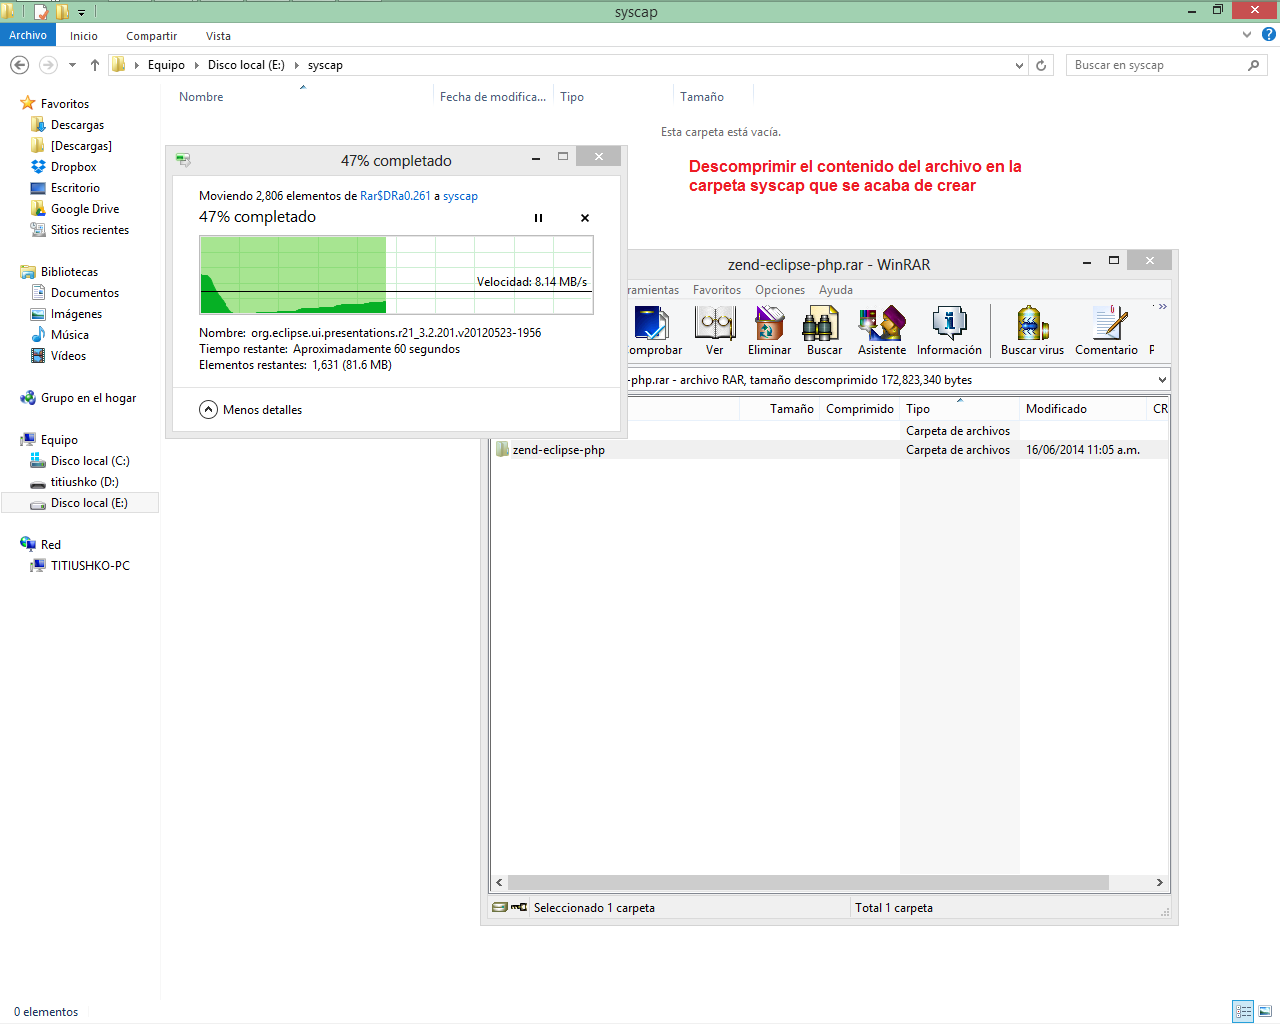 syscap
Archivo Inicio Compartir Vista
Equipo Disco local (E:) syscap
Buscar en syscap
Nombre Fecha de modifica... Tipo Tamaño
Esta carpeta está vacía.
Descomprimir el contenido del archivo en la
carpeta syscap que se acaba de crear
Favoritos
Descargas
[Descargas]
Dropbox
Escritorio
Google Drive
Sitios recientes
Bibliotecas
Documentos
Imágenes
Música
Vídeos
Grupo en el hogar
Equipo
Disco local (C:)
titiushko (D:)
Disco local (E:)
Red
TITIUSHKO-PC
47% completado
Moviendo 2,806 elementos de Rar$DRa0.261 a syscap
47% completado
Velocidad: 8.14 MB/s
Nombre: org.eclipse.ui.presentations.r21_3.2.201.v20120523-1956
Tiempo restante: Aproximadamente 60 segundos
Elementos restantes: 1,631 (81.6 MB)
Menos detalles
zend-eclipse-php.rar - WinRAR
ramientas Favoritos Opciones Ayuda
omprobar Ver Eliminar Buscar Asistente Información Buscar virus Comentario P
-php.rar - archivo RAR, tamaño descomprimido 172,823,340 bytes
Tamaño Comprimido Tipo Modificado CR
Carpeta de archivos
zend-eclipse-php Carpeta de archivos 16/06/2014 11:05 a.m.
Seleccionado 1 carpeta Total 1 carpeta
0 elementos